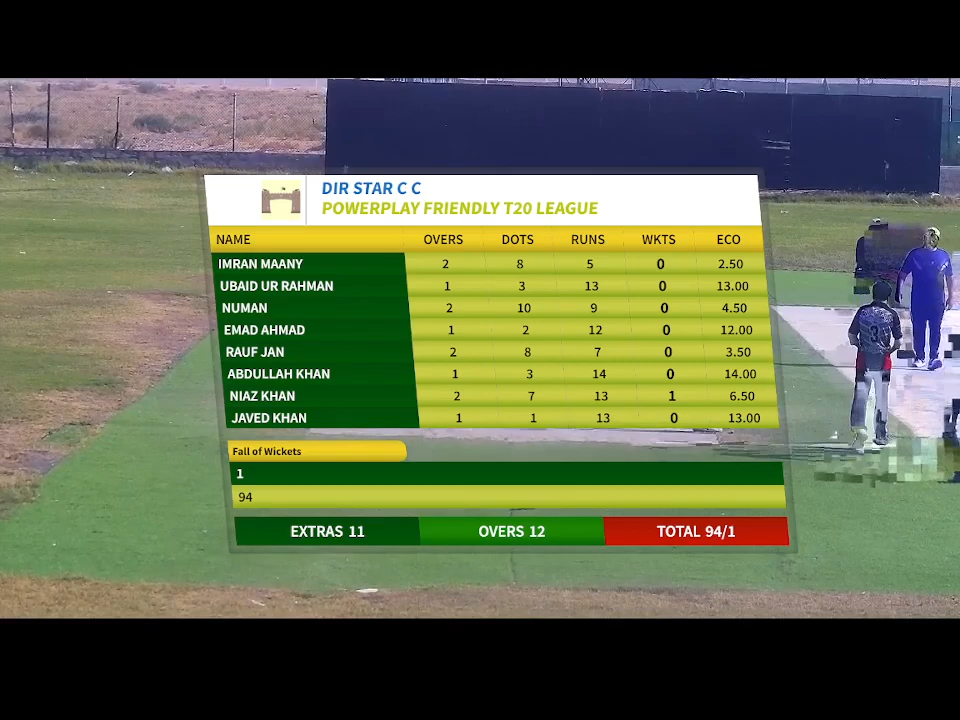 DIR STAR C C
POWERPLAY FRIENDLY T20 LEAGUE
NAME OVERS DOTS RUNS WKTS ECO
IMRAN MAANY 2 8 5 0 2.50
UBAID UR RAHMAN 1 3 13 0 13.00
NUMAN 2 10 9 0 4.50
EMAD AHMAD 1 2 12 0 12.00
RAUF JAN 2 8 7 0 3.50
ABDULLAH KHAN 1 3 14 0 14.00
NIAZ KHAN 2 7 13 1 6.50
JAVED KHAN 1 1 13 0 13.00
Fall of Wickets
1
94
EXTRAS 11 OVERS 12 TOTAL 94/1
3